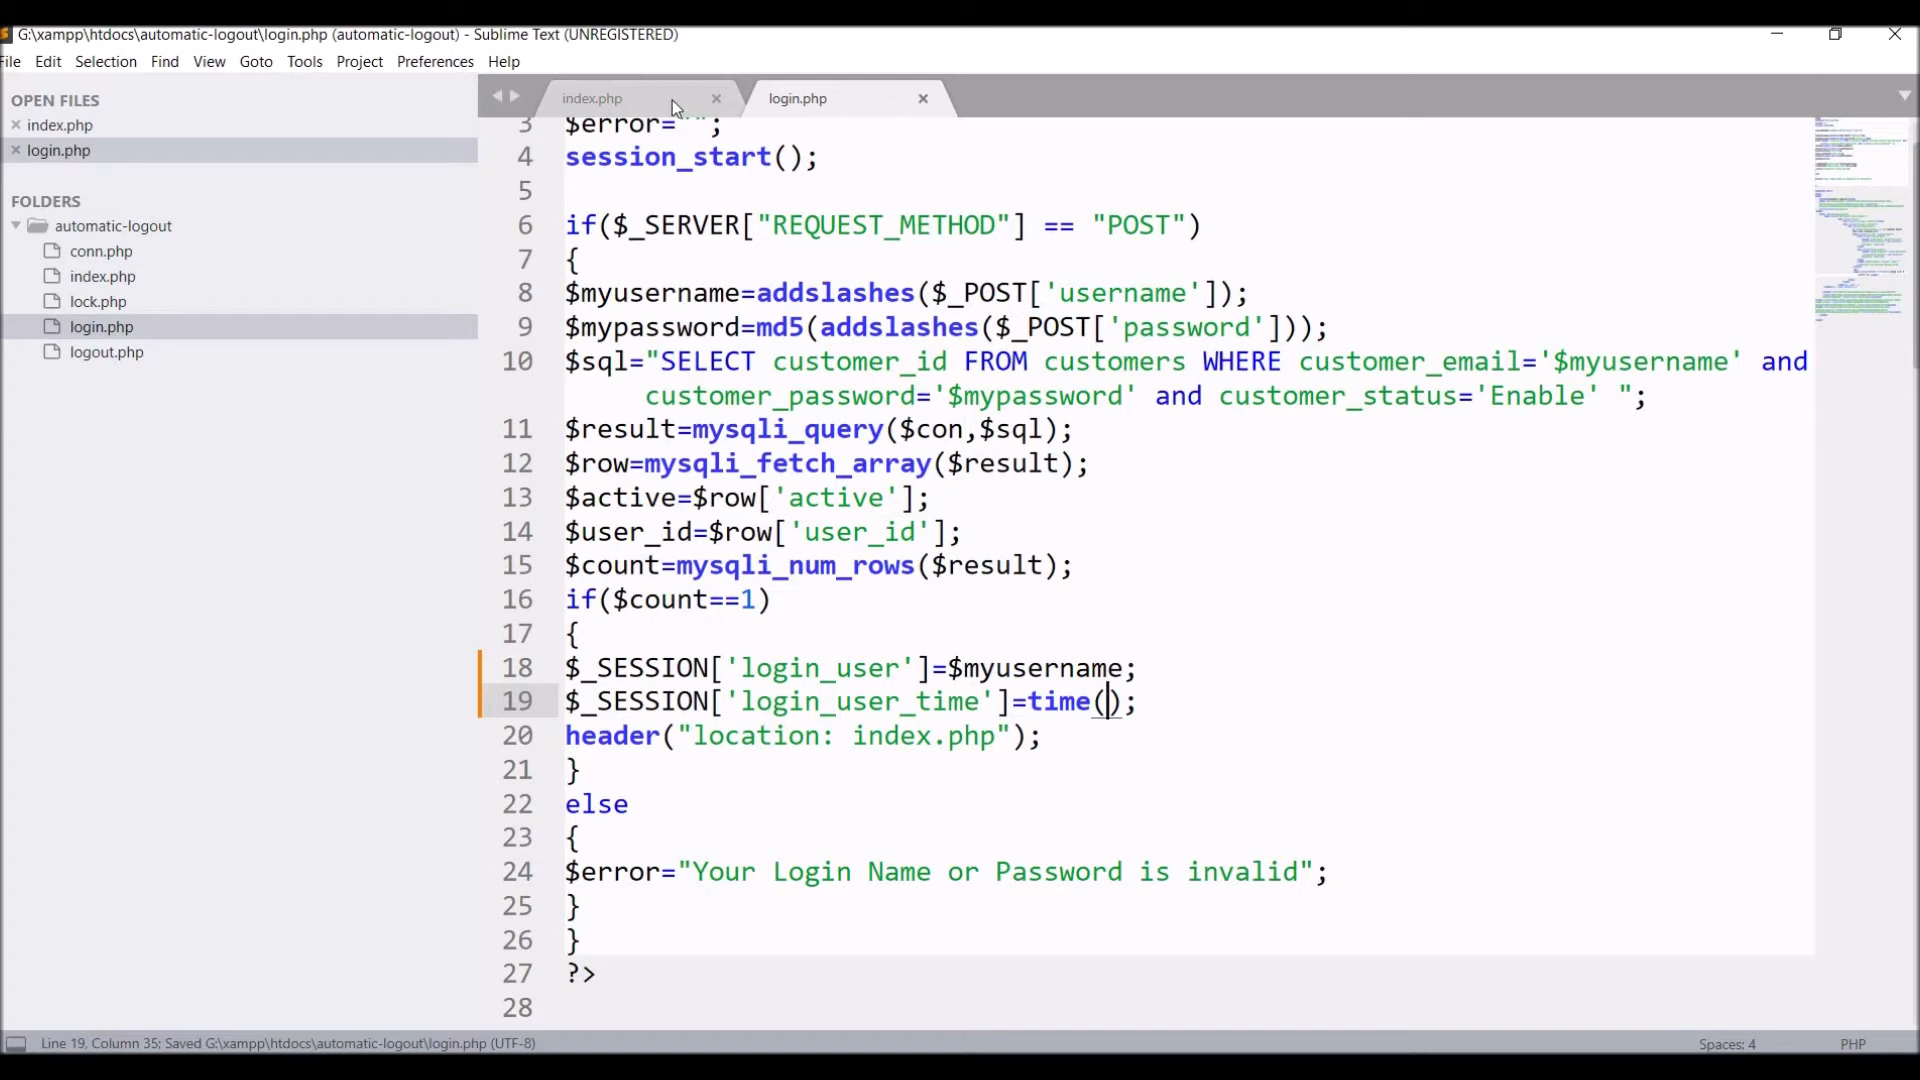 G:\xampp\htdocs\automatic-logout\login.php (automatic-logout) - Sublime Text (UNREGISTERED)
File Edit Selection Find View Goto Tools Project Preferences Help
OPEN FILES
index.php
login.php
FOLDERS
automatic-logout
conn.php
index.php
lock.php
login.php
logout.php
index.php login.php
3 $error="";
4 session_start();
5
6 if($_SERVER["REQUEST_METHOD"] == "POST")
7 {
8 $myusername=addslashes($_POST['username']);
9 $mypassword=md5(addslashes($_POST['password']));
10 $sql="SELECT customer_id FROM customers WHERE customer_email='$myusername' and
customer_password='$mypassword' and customer_status='Enable' ";
11 $result=mysqli_query($con,$sql);
12 $row=mysqli_fetch_array($result);
13 $active=$row['active'];
14 $user_id=$row['user_id'];
15 $count=mysqli_num_rows($result);
16 if($count==1)
17 {
18 $_SESSION['login_user']=$myusername;
19 $_SESSION['login_user_time']=time();
20 header("location: index.php");
21 }
22 else
23 {
24 $error="Your Login Name or Password is invalid";
25 }
26 }
27 ?>
28
Line 19, Column 35; Saved G:\xampp\htdocs\automatic-logout\login.php (UTF-8)
Spaces: 4
PHP